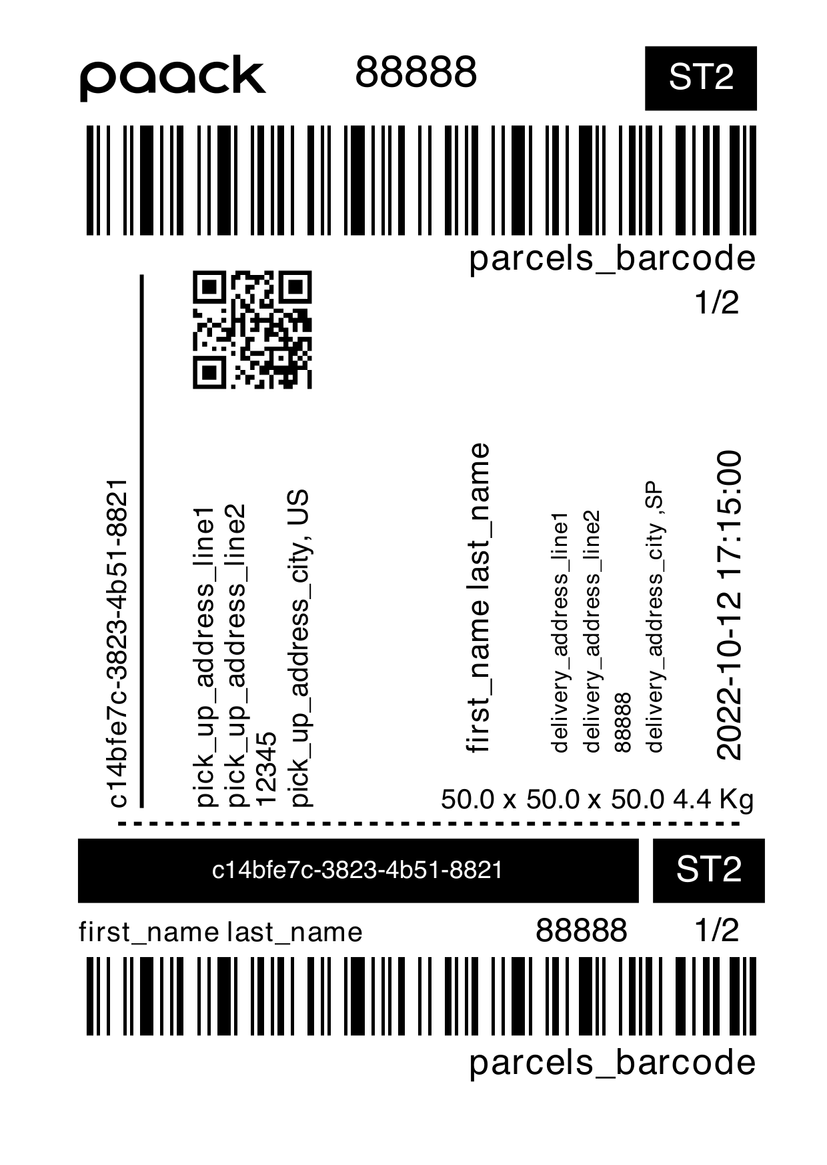 paack
88888
ST2
parcels_barcode
1/2
c14bfe7c-3823-4b51-8821
pick_up_address_line1
pick_up_address_line2
12345
pick_up_address_city, US
first_name last_name
delivery_address_line1
delivery_address_line2
88888
delivery_address_city ,SP
2022-10-12 17:15:00
50.0 x 50.0 x 50.0 4.4 Kg
c14bfe7c-3823-4b51-8821
ST2
first_name last_name
88888
1/2
parcels_barcode